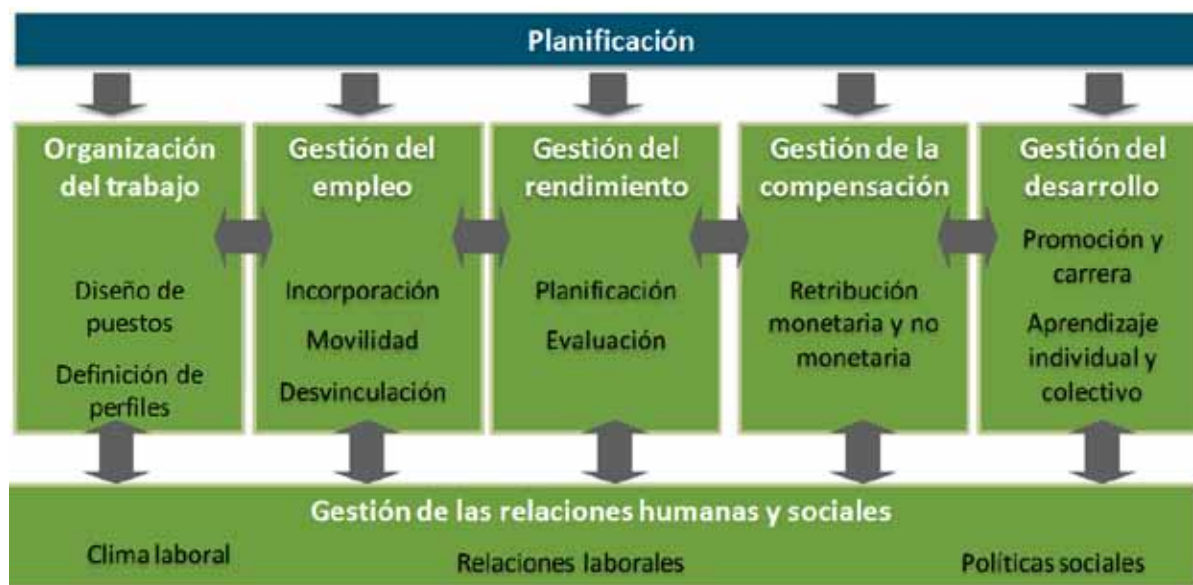 Planificación
Organización
del trabajo
Diseño de
puestos
Definición de
perfiles
Gestión del
empleo
Incorporación
Movilidad
Desvinculación
Gestión del
rendimiento
Planificación
Evaluación
Gestión de la
compensación
Retribución
monetaria y no
monetaria
Gestión del
desarrollo
Promoción y
carrera
Aprendizaje
individual y
colectivo
Gestión de las relaciones humanas y sociales
Clima laboral
Relaciones laborales
Políticas sociales